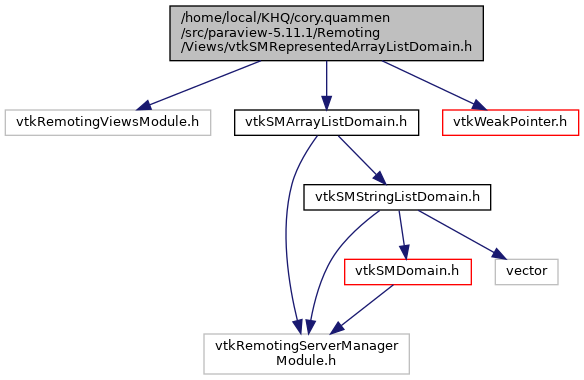 /home/local/KHQ/cory.quammen
/src/paraview-5.11.1/Remoting
/Views/vtkSMRepresentedArrayListDomain.h
vtkRemotingViewsModule.h
vtkSMArrayListDomain.h
vtkWeakPointer.h
vtkSMStringListDomain.h
vtkSMDomain.h
vector
vtkRemotingServerManager
Module.h